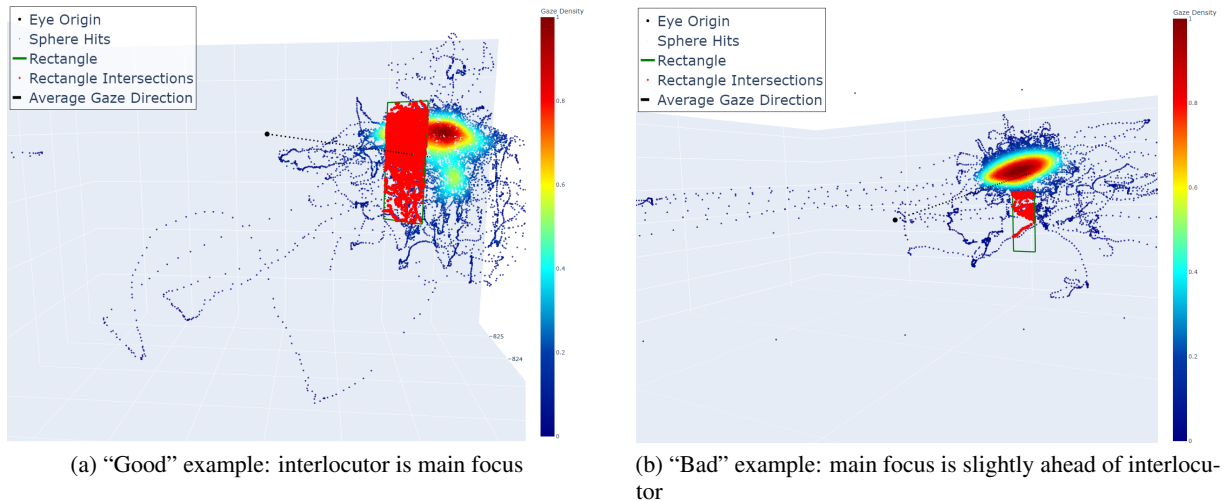 Eye Origin
Sphere Hits
Rectangle
Rectangle Intersections
Average Gaze Direction
Gaze Density
1
0.8
0.6
0.4
0.2
0
−825
−824
(a) “Good” example: interlocutor is main focus
Eye Origin
Sphere Hits
Rectangle
Rectangle Intersections
Average Gaze Direction
Gaze Density
1
0.8
0.6
0.4
0.2
0
(b) “Bad” example: main focus is slightly ahead of interlocu-
tor